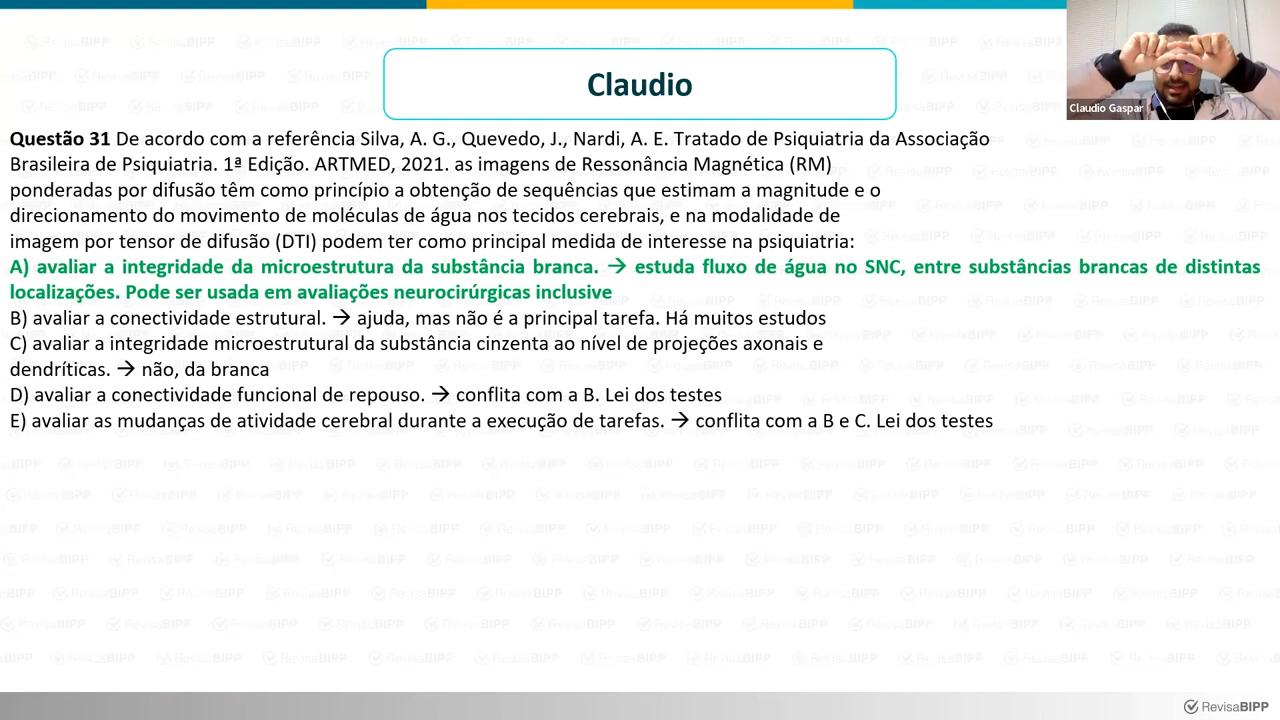 Claudio
Claudio Gaspar
Questão 31 De acordo com a referência Silva, A. G., Quevedo, J., Nardi, A. E. Tratado de Psiquiatria da Associação
Brasileira de Psiquiatria. 1ª Edição. ARTMED, 2021. as imagens de Ressonância Magnética (RM)
ponderadas por difusão têm como princípio a obtenção de sequências que estimam a magnitude e o
direcionamento do movimento de moléculas de água nos tecidos cerebrais, e na modalidade de
imagem por tensor de difusão (DTI) podem ter como principal medida de interesse na psiquiatria:
A) avaliar a integridade da microestrutura da substância branca. → estuda fluxo de água no SNC, entre substâncias brancas de distintas
localizações. Pode ser usada em avaliações neurocirúrgicas inclusive
B) avaliar a conectividade estrutural. → ajuda, mas não é a principal tarefa. Há muitos estudos
C) avaliar a integridade microestrutural da substância cinzenta ao nível de projeções axonais e
dendríticas. → não, da branca
D) avaliar a conectividade funcional de repouso. → conflita com a B. Lei dos testes
E) avaliar as mudanças de atividade cerebral durante a execução de tarefas. → conflita com a B e C. Lei dos testes
RevisaBIPP